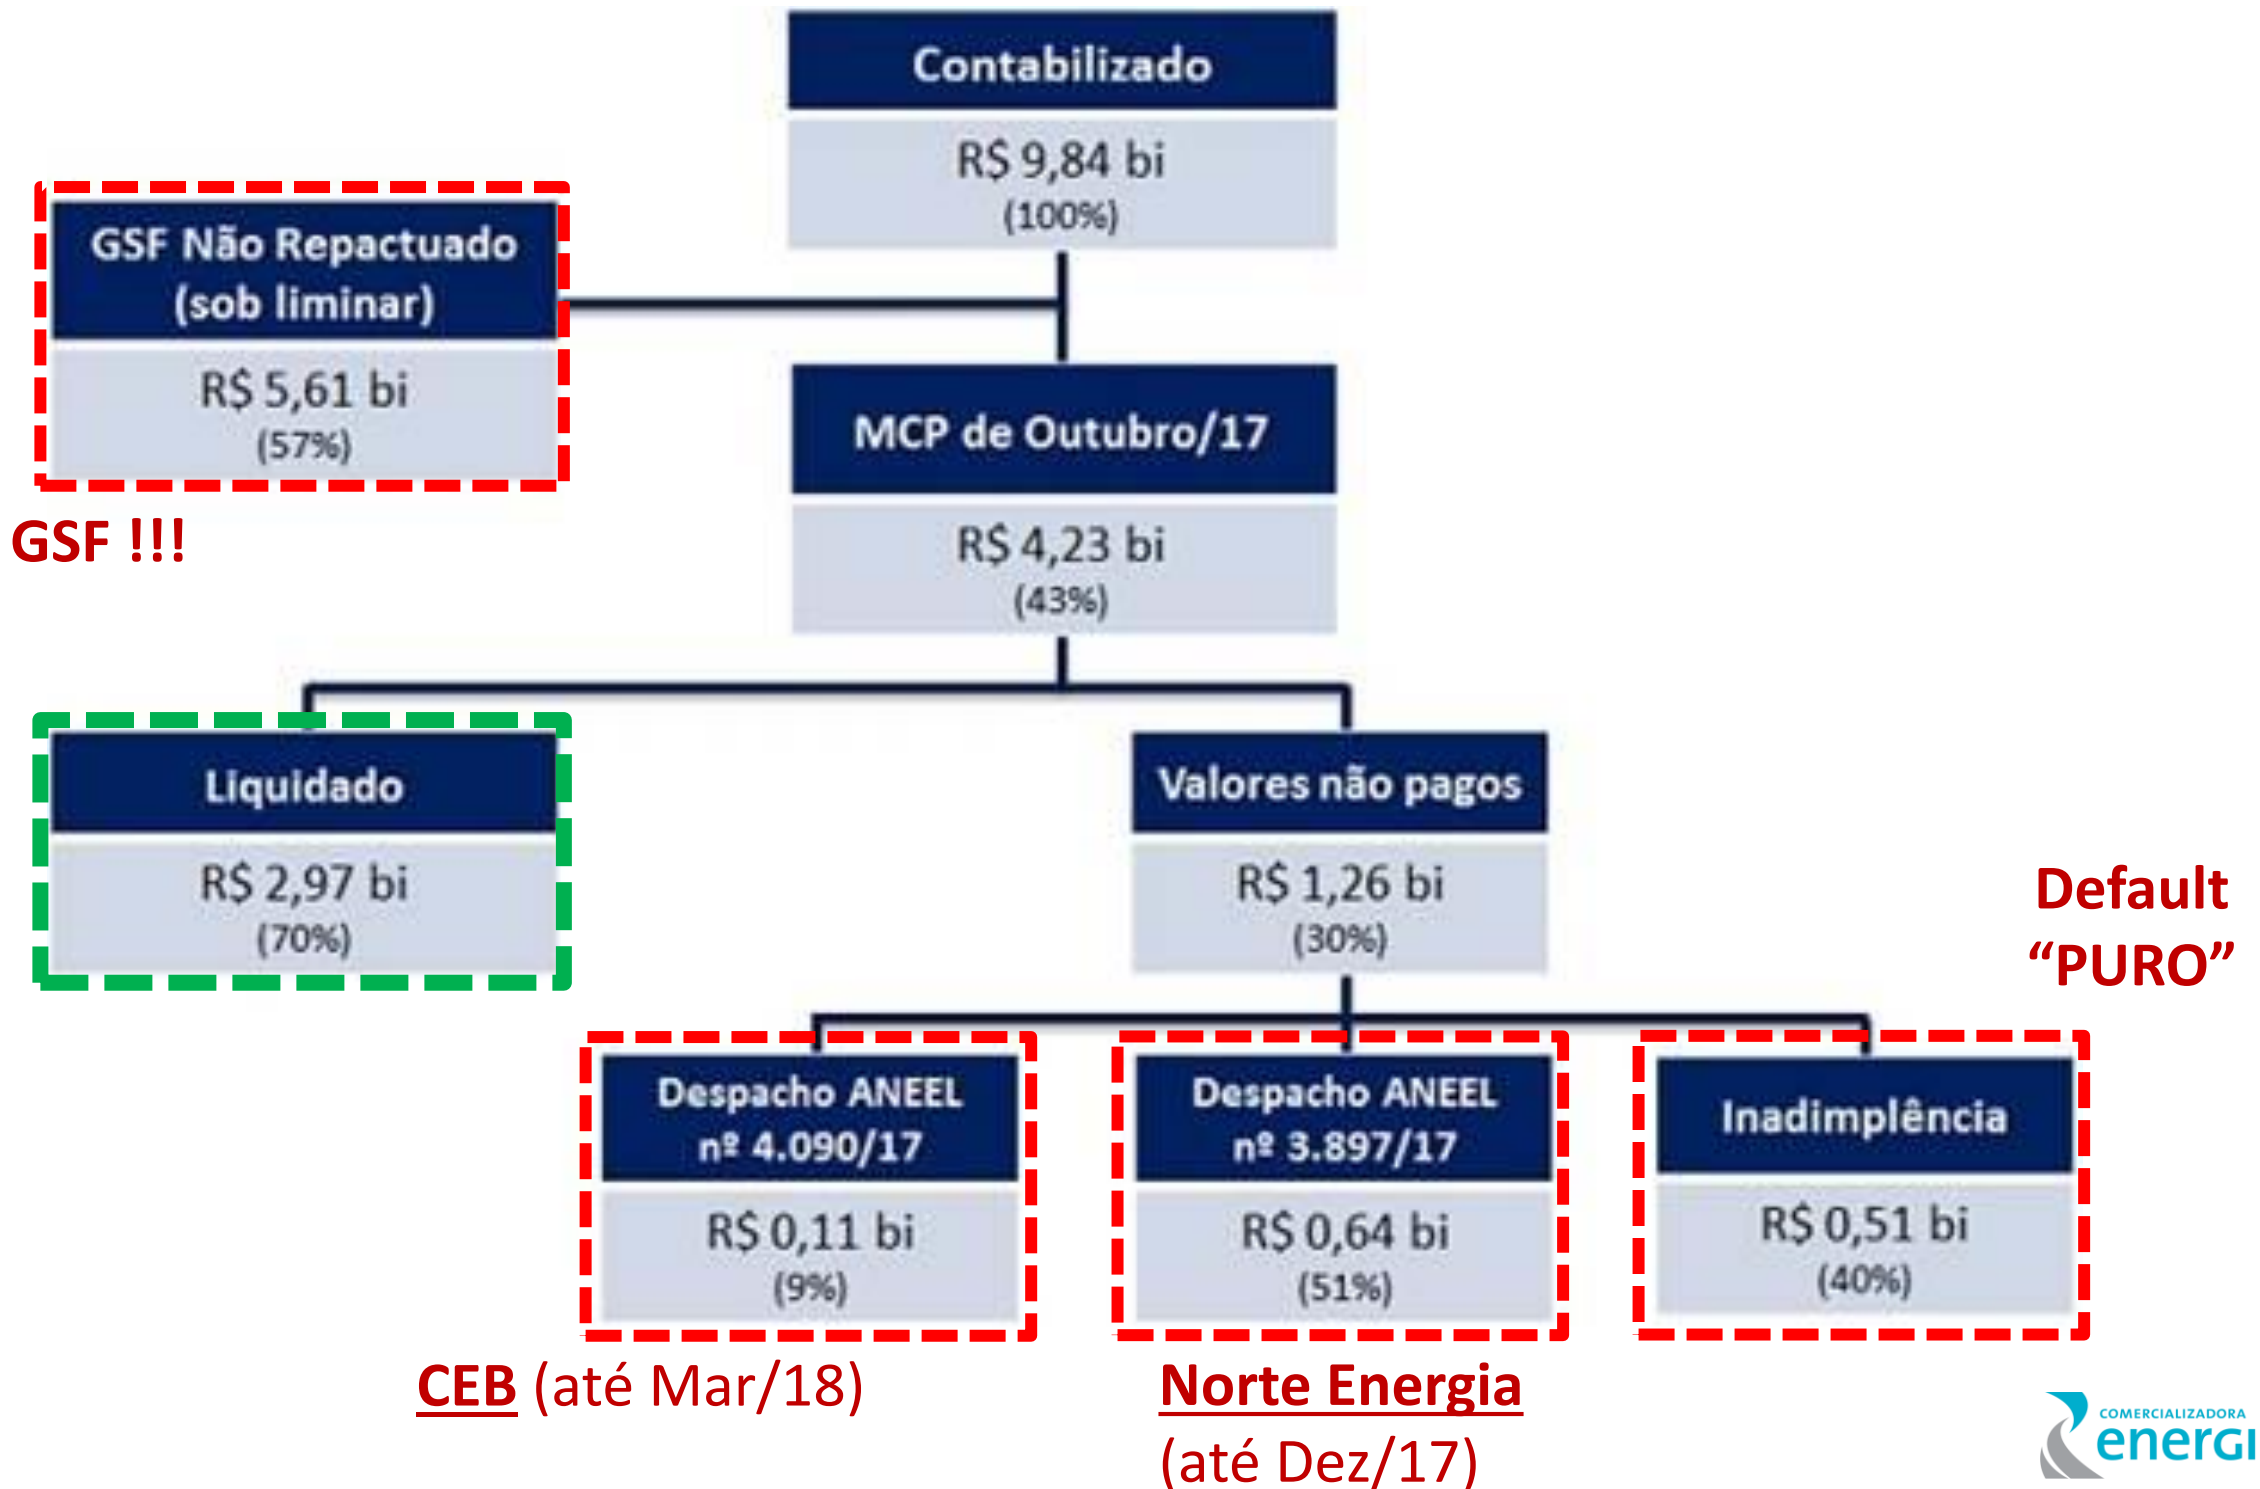 Contabilizado
R$ 9,84 bi
(100%)
GSF Não Repactuado
(sob liminar)
R$ 5,61 bi
(57%)
GSF !!!
MCP de Outubro/17
R$ 4,23 bi
(43%)
Liquidado
R$ 2,97 bi
(70%)
Valores não pagos
R$ 1,26 bi
(30%)
Default
“PURO”
Despacho ANEEL
nº 4.090/17
R$ 0,11 bi
(9%)
CEB (até Mar/18)
Despacho ANEEL
nº 3.897/17
R$ 0,64 bi
(51%)
Norte Energia
(até Dez/17)
Inadimplência
R$ 0,51 bi
(40%)
COMERCIALIZADORA
energi